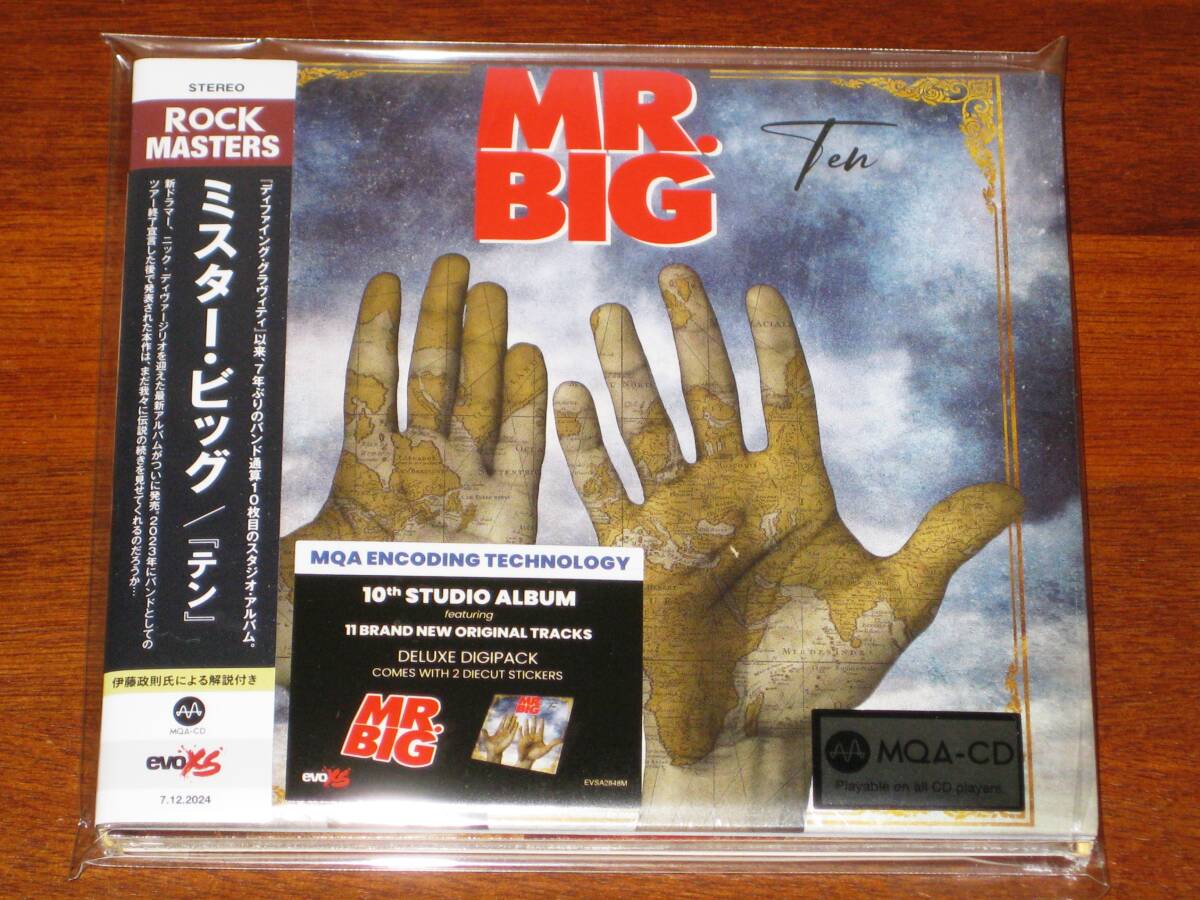 STEREO
ROCK
MASTERS
『ディファイング・グラヴィティ』以来、7年ぶりのバンド通算10枚目のスタジオ・アルバム。
ミスター・ビッグ／『テン』
新ドラマー、ニック・ディヴァージリオを迎えた最新アルバムがついに発売。2023年にバンドとしての
ツアー終了宣言した後で発表された本作は、まだ我々に伝説の続きを見せてくれるのだろうか…
伊藤政則氏による解説付き
MQA-CD
evoXS
7.12.2024
MR.
BIG
Ten
MQA ENCODING TECHNOLOGY
10th STUDIO ALBUM
featuring
11 BRAND NEW ORIGINAL TRACKS
DELUXE DIGIPACK
COMES WITH 2 DIECUT STICKERS
MR.
BIG
MR.
BIG
evoXS
EVSA2848M
MQA-CD
Playable on all CD players.